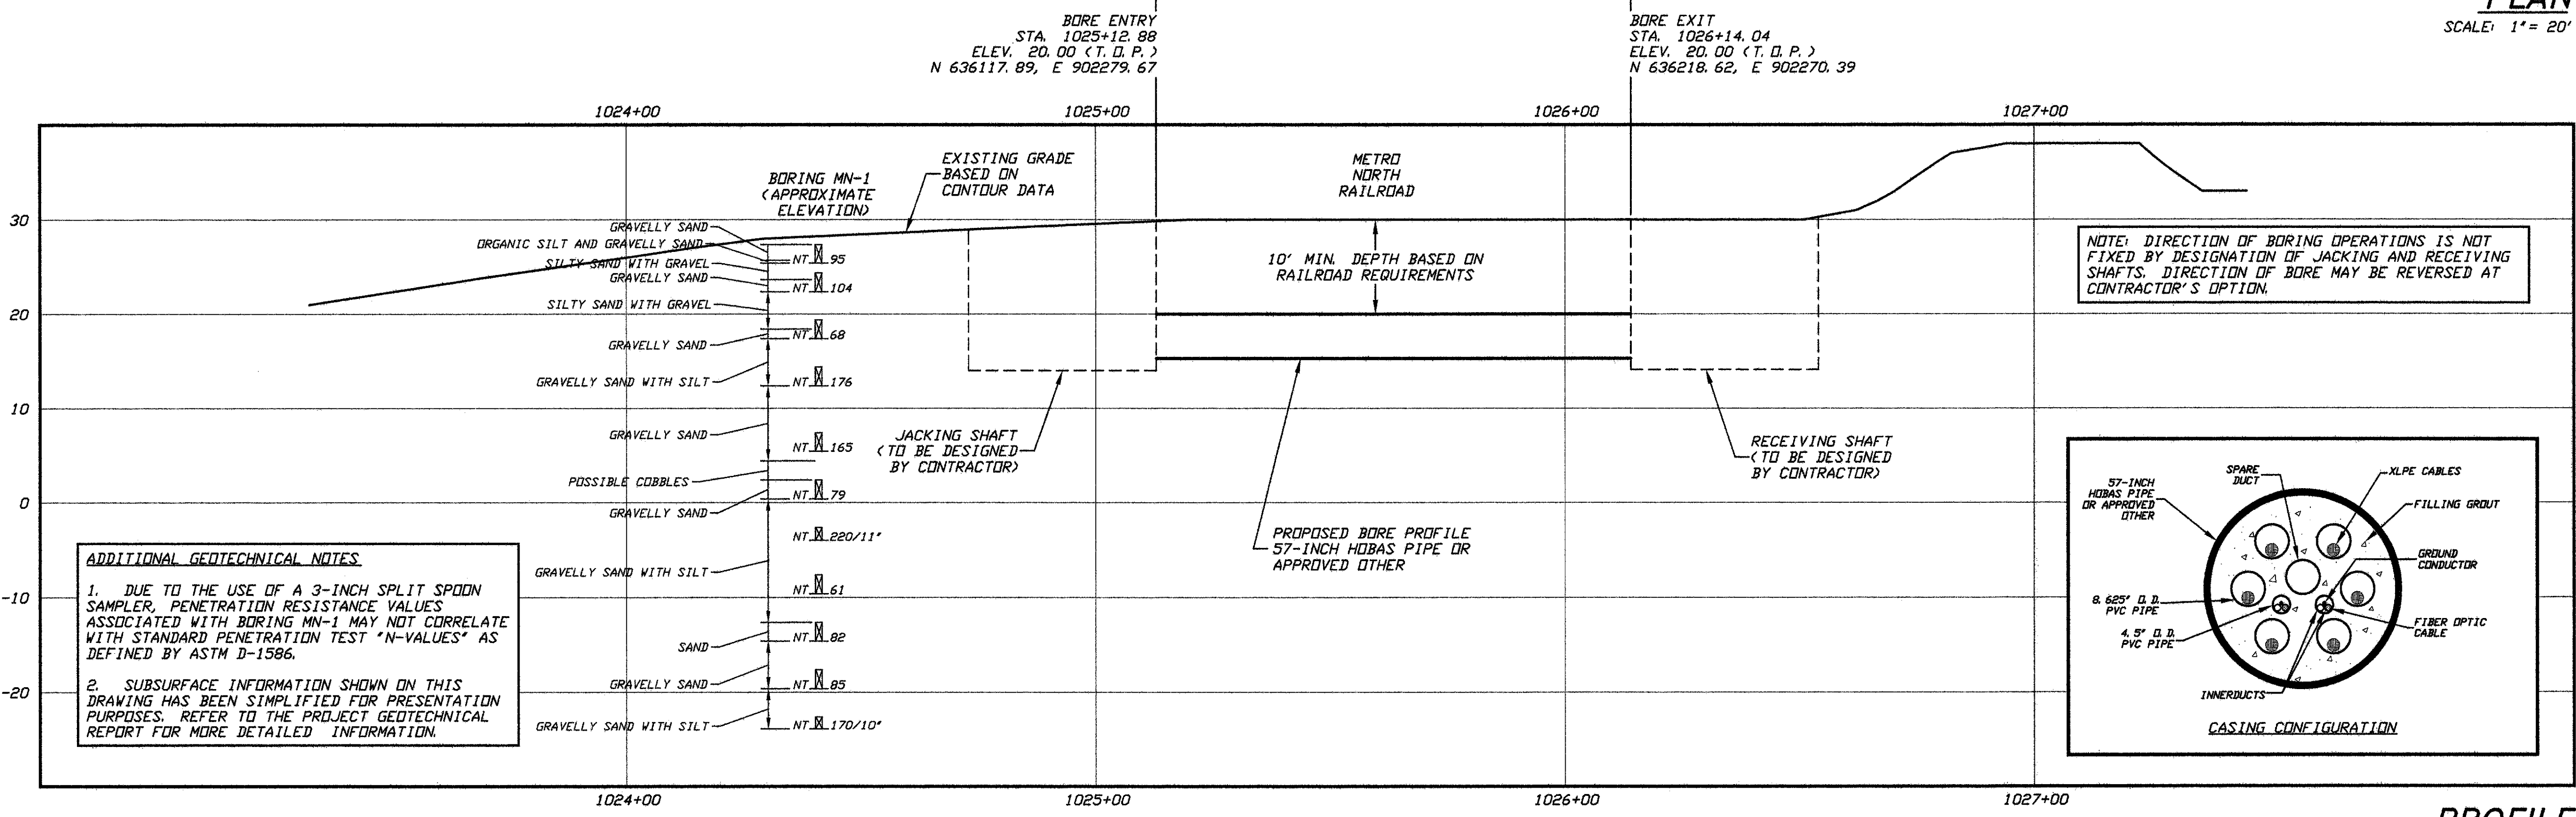 PLAN
SCALE: 1"= 20'
BORE ENTRY
STA. 1025+12.88
ELEV. 20.00 (T.O.P.)
N 636117.89, E 902279.67
BORE EXIT
STA. 1026+14.04
ELEV. 20.00 (T.O.P.)
N 636218.62, E 902270.39
1024+00
1025+00
1026+00
1027+00
30
20
10
0
-10
-20
BORING MN-1
(APPROXIMATE
ELEVATION)
EXISTING GRADE
BASED ON
CONTOUR DATA
METRO
NORTH
RAILROAD
10' MIN. DEPTH BASED ON
RAILROAD REQUIREMENTS
NOTE: DIRECTION OF BORING OPERATIONS IS NOT
FIXED BY DESIGNATION OF JACKING AND RECEIVING
SHAFTS. DIRECTION OF BORE MAY BE REVERSED AT
CONTRACTOR'S OPTION.
GRAVELLY SAND
ORGANIC SILT AND GRAVELLY SAND
NT 95
SILTY SAND WITH GRAVEL
GRAVELLY SAND
NT 104
SILTY SAND WITH GRAVEL
NT 68
GRAVELLY SAND
GRAVELLY SAND WITH SILT
NT 176
GRAVELLY SAND
NT 165
POSSIBLE COBBLES
NT 79
GRAVELLY SAND
NT 220/11"
GRAVELLY SAND WITH SILT
NT 61
NT 82
SAND
GRAVELLY SAND
NT 85
GRAVELLY SAND WITH SILT
NT 170/10"
JACKING SHAFT
(TO BE DESIGNED
BY CONTRACTOR)
RECEIVING SHAFT
(TO BE DESIGNED
BY CONTRACTOR)
PROPOSED BORE PROFILE
57-INCH HOBAS PIPE OR
APPROVED OTHER
ADDITIONAL GEOTECHNICAL NOTES
1. DUE TO THE USE OF A 3-INCH SPLIT SPOON
SAMPLER, PENETRATION RESISTANCE VALUES
ASSOCIATED WITH BORING MN-1 MAY NOT CORRELATE
WITH STANDARD PENETRATION TEST "N-VALUES" AS
DEFINED BY ASTM D-1586.
2. SUBSURFACE INFORMATION SHOWN ON THIS
DRAWING HAS BEEN SIMPLIFIED FOR PRESENTATION
PURPOSES. REFER TO THE PROJECT GEOTECHNICAL
REPORT FOR MORE DETAILED INFORMATION.
57-INCH
HOBAS PIPE
OR APPROVED
OTHER
SPARE
DUCT
XLPE CABLES
FILLING GROUT
GROUND
CONDUCTOR
8.625" O.D.
PVC PIPE
4.5" O.D.
PVC PIPE
FIBER OPTIC
CABLE
INNERDUCTS
CASING CONFIGURATION
1024+00
1025+00
1026+00
1027+00
PROFILE